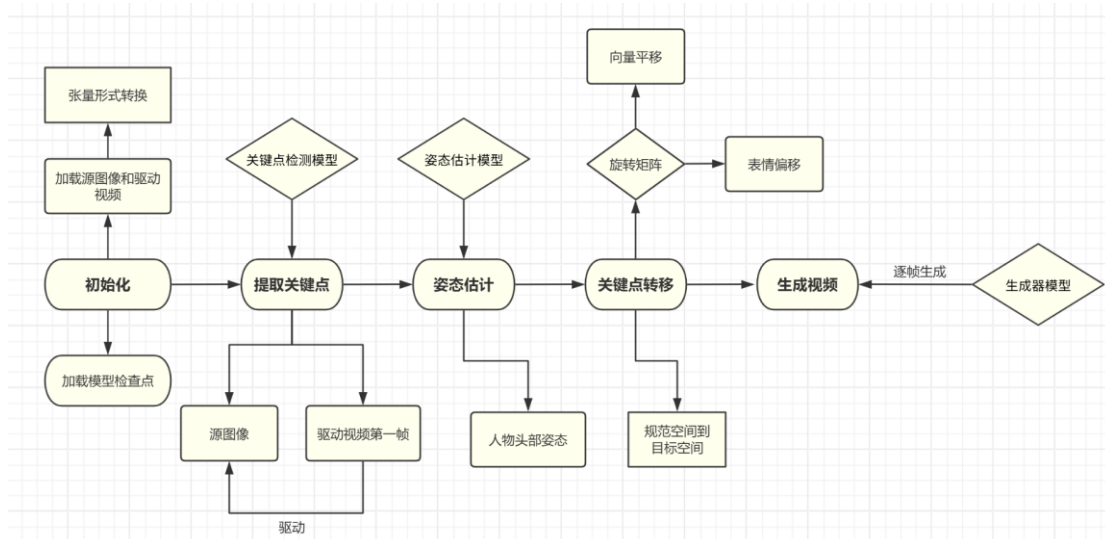 向量平移
张量形式转换
关键点检测模型
姿态估计模型
旋转矩阵
表情偏移
加载源图像和驱动
视频
初始化
提取关键点
姿态估计
关键点转移
生成视频
逐帧生成
生成器模型
加载模型检查点
源图像
驱动视频第一帧
人物头部姿态
规范空间到
目标空间
驱动